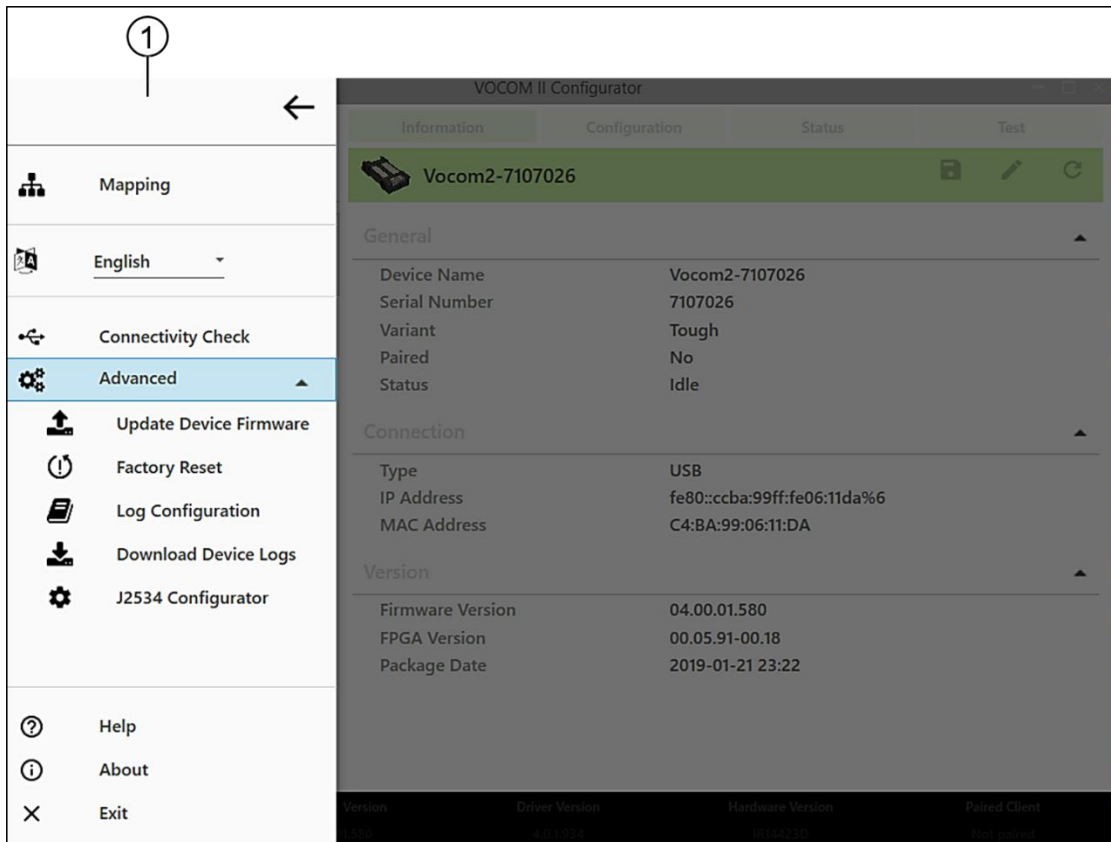 1
VOCOM II Configurator
Information Configuration Status Test
Mapping
English
Connectivity Check
Advanced
Update Device Firmware
Factory Reset
Log Configuration
Download Device Logs
J2534 Configurator
Help
About
Exit
Vocom2-7107026
General
Device Name Vocom2-7107026
Serial Number 7107026
Variant Tough
Paired No
Status Idle
Connection
Type USB
IP Address fe80::ccba:99ff:fe06:11da%6
MAC Address C4:BA:99:06:11:DA
Version
Firmware Version 04.00.01.580
FPGA Version 00.05.91-00.18
Package Date 2019-01-21 23:22
Version Driver Version Hardware Version Paired Client
4.0.1.934 Not paired